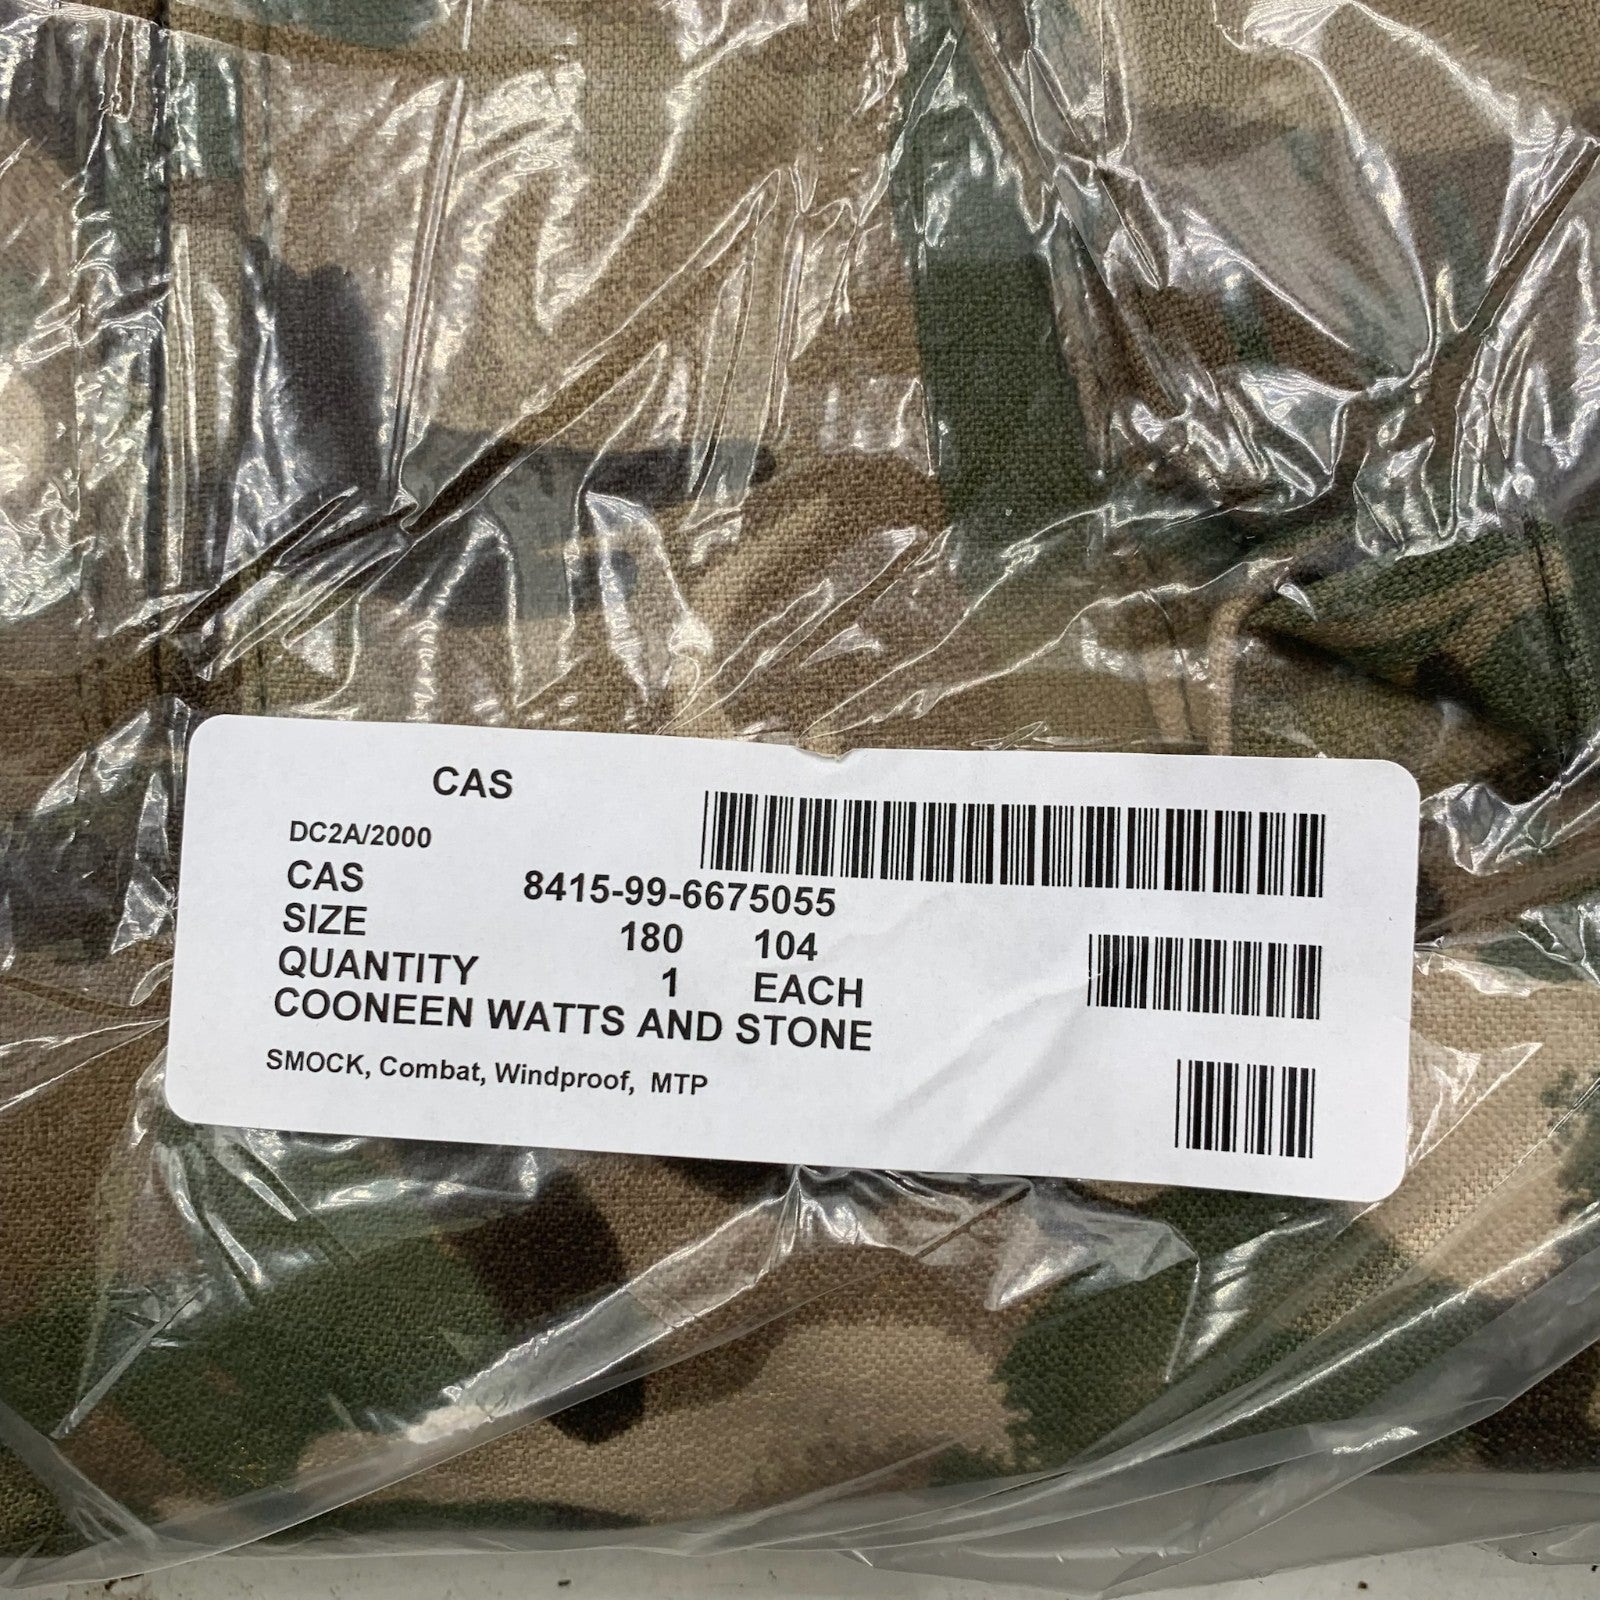 CAS
DC2A/2000
CAS 8415-99-6675055
SIZE 180 104
QUANTITY 1 EACH
COONEEN WATTS AND STONE
SMOCK, Combat, Windproof, MTP